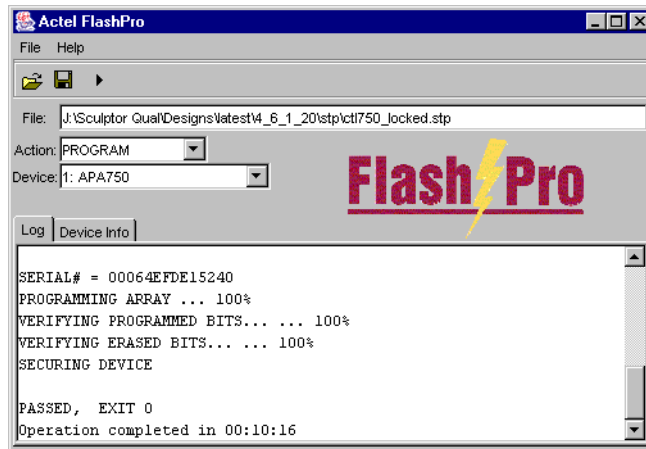 Actel FlashPro
File Help
File: J:\Sculptor Qual\Designs\latest\4_6_1_20\stp\ctl750_locked.stp
Action: PROGRAM
Device: 1: APA750
Flash Pro
Log Device Info
SERIAL# = 00064EFDE15240
PROGRAMMING ARRAY ... 100%
VERIFYING PROGRAMMED BITS... ... 100%
VERIFYING ERASED BITS... ... 100%
SECURING DEVICE
PASSED, EXIT 0
Operation completed in 00:10:16